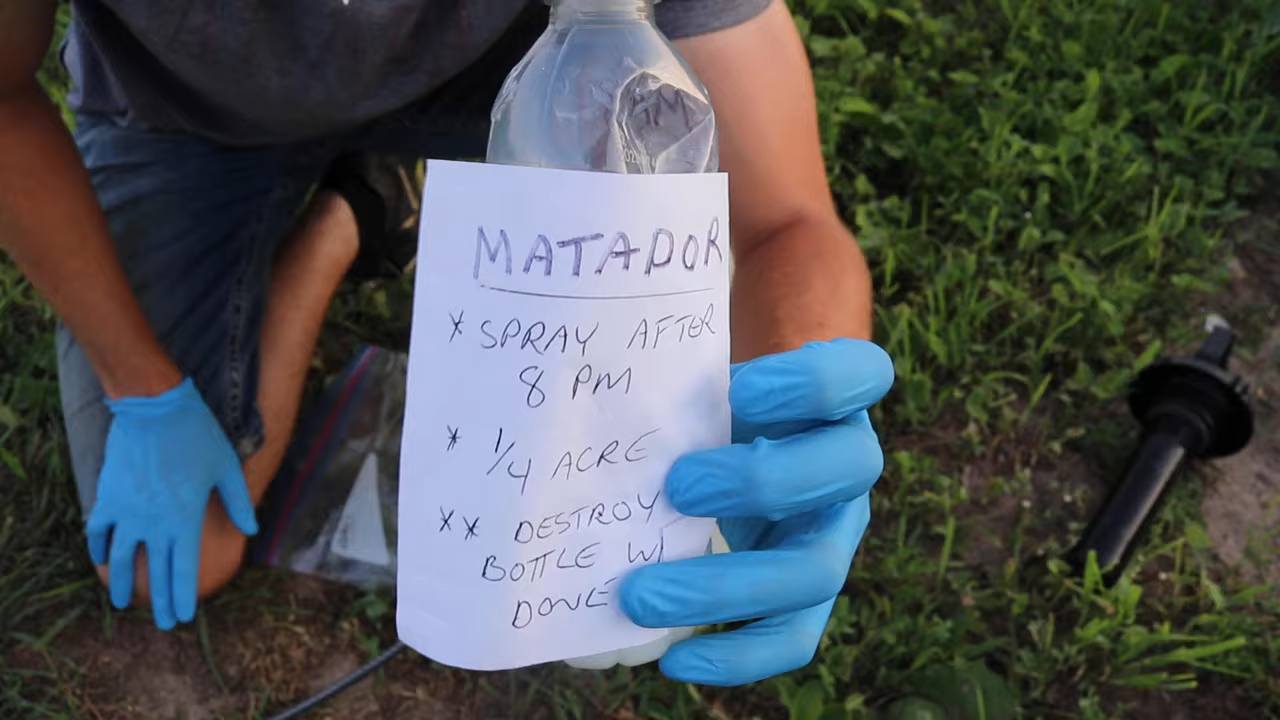 MATADOR
* SPRAY AFTER
8 PM
* 1/4 ACRE
** DESTROY
BOTTLE W/
DONE